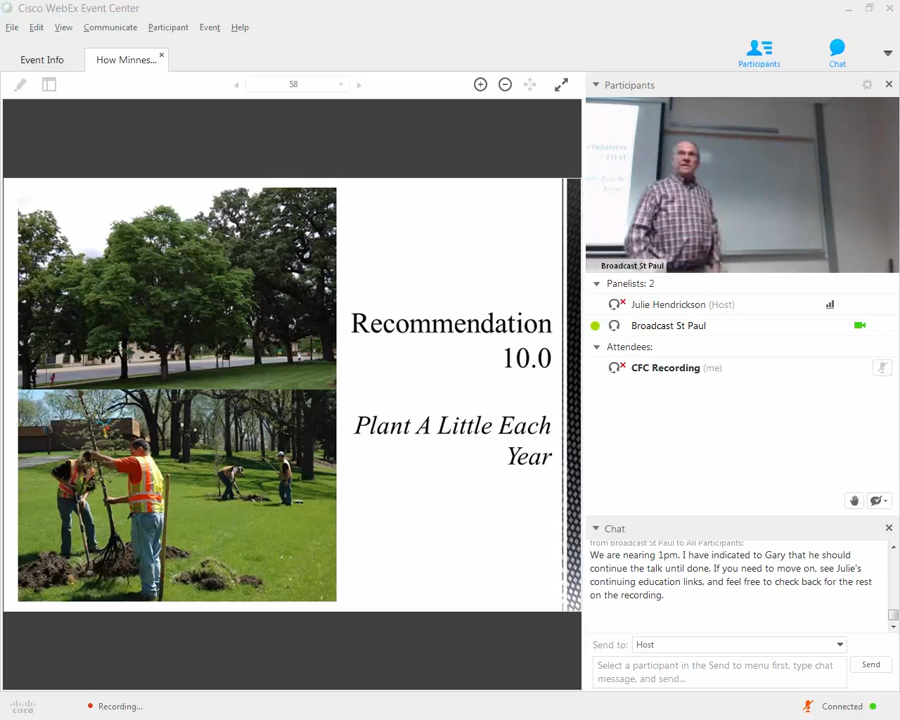 Cisco WebEx Event Center
File Edit View Communicate Participant Event Help
Event Info
How Minnes...
Participants
Chat
58
Participants
Broadcast St Paul
Panelists: 2
Julie Hendrickson (Host)
Broadcast St Paul
Attendees:
CFC Recording (me)
Recommendation
10.0
Plant A Little Each
Year
Chat
from Broadcast St Paul to All Participants:
We are nearing 1pm. I have indicated to Gary that he should
continue the talk until done. If you need to move on, see Julie's
continuing education links, and feel free to check back for the rest
on the recording.
Send to: Host
Select a participant in the Send to menu first, type chat
message, and send...
Send
cisco
Recording...
Connected